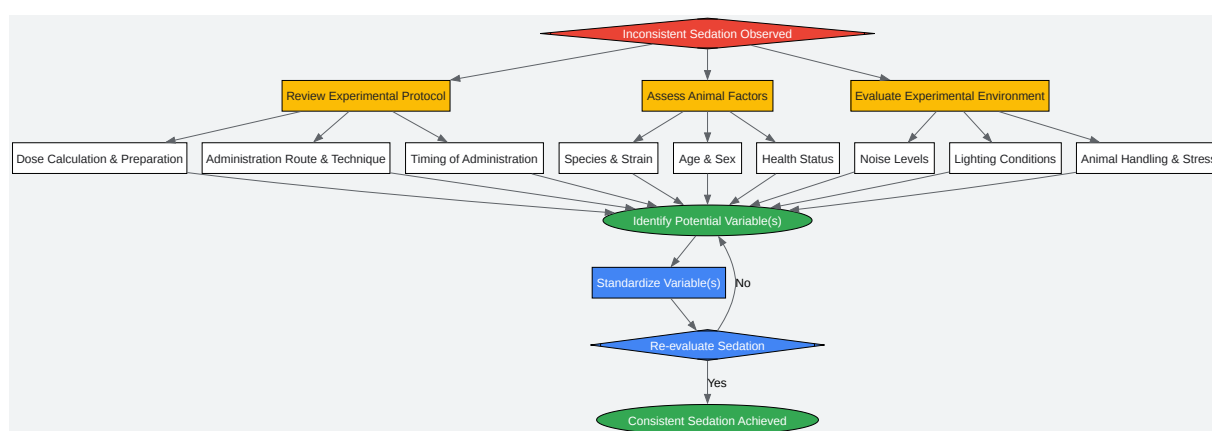 Inconsistent Sedation Observed
Review Experimental Protocol
Assess Animal Factors
Evaluate Experimental Environment
Dose Calculation & Preparation
Administration Route & Technique
Timing of Administration
Species & Strain
Age & Sex
Health Status
Noise Levels
Lighting Conditions
Animal Handling & Stress
Identify Potential Variable(s)
Standardize Variable(s)
No
Re-evaluate Sedation
Yes
Consistent Sedation Achieved